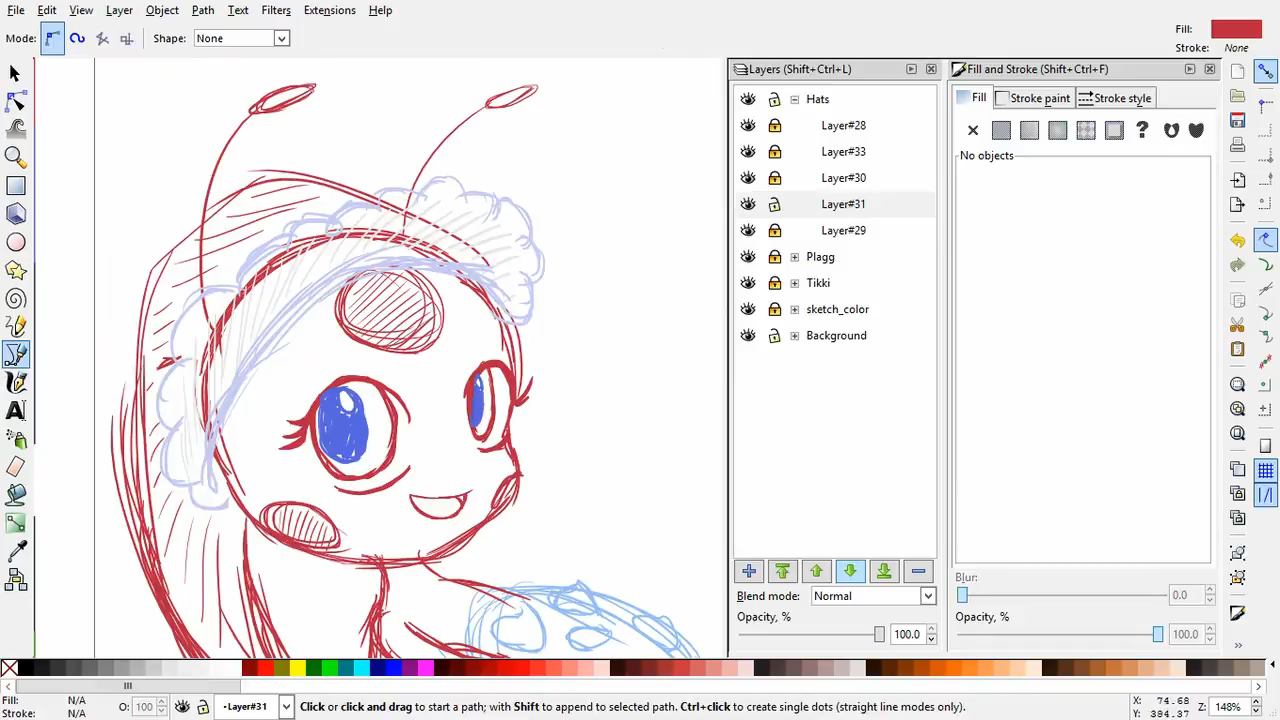 File Edit View Layer Object Path Text Filters Extensions Help
Mode: Shape: None Fill: Stroke: None
Layers (Shift+Ctrl+L) Fill and Stroke (Shift+Ctrl+F)
Fill Stroke paint Stroke style
Hats
Layer#28
Layer#33
Layer#30
Layer#31
Layer#29
Plagg
Tikki
sketch_color
Background
No objects
Blend mode: Normal
Opacity, %
100.0
Blur:
0.0
Opacity, %
100.0
Fill: N/A
Stroke: N/A
O: 100
•Layer#31
Click or click and drag to start a path; with Shift to append to selected path. Ctrl+click to create single dots (straight line modes only).
X: 74.68
Y: 384.37
Z: 148%